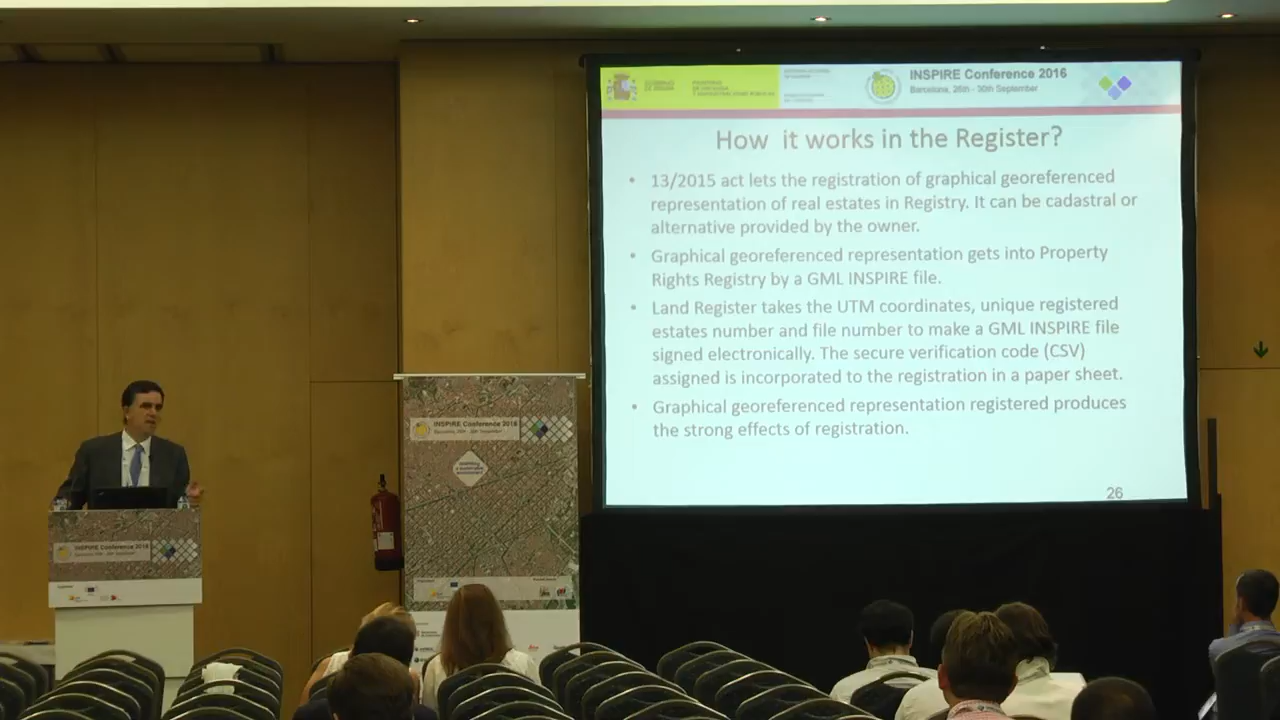 INSPIRE Conference 2016
Barcelona, 26th - 30th September
How it works in the Register?
• 13/2015 act lets the registration of graphical georeferenced
representation of real estates in Registry. It can be cadastral or
alternative provided by the owner.
• Graphical georeferenced representation gets into Property
Rights Registry by a GML INSPIRE file.
• Land Register takes the UTM coordinates, unique registered
estates number and file number to make a GML INSPIRE file
signed electronically. The secure verification code (CSV)
assigned is incorporated to the registration in a paper sheet.
• Graphical georeferenced representation registered produces
the strong effects of registration.
26
INSPIRE Conference 2016
INSPIRE Conference 2016